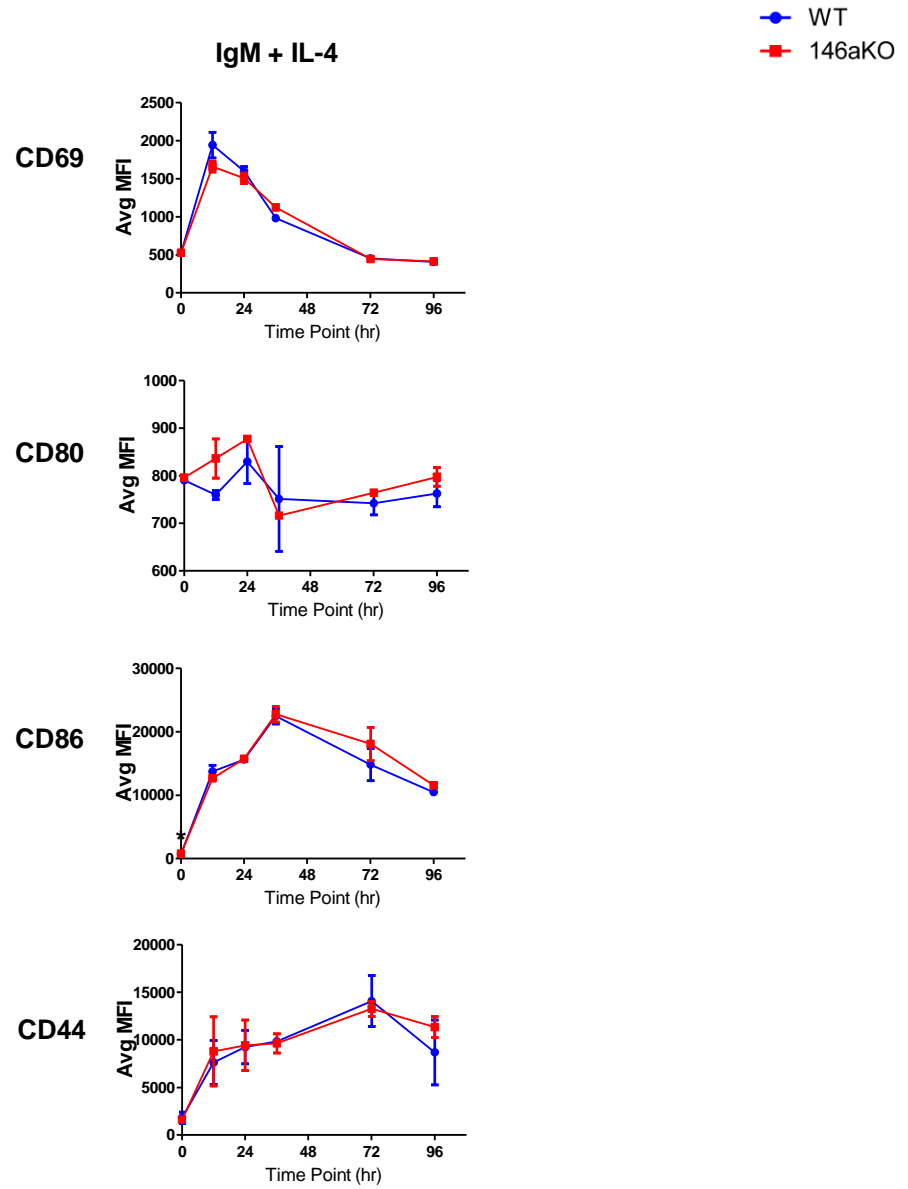 WT
146aKO
IgM + IL-4
CD69
Avg MFI
2500
2000
1500
1000
500
0
0 24 48 72 96
Time Point (hr)
CD80
Avg MFI
1000
900
800
700
600
0 24 48 72 96
Time Point (hr)
CD86
Avg MFI
30000
20000
10000
0
*
0 24 48 72 96
Time Point (hr)
CD44
Avg MFI
20000
15000
10000
5000
0
0 24 48 72 96
Time Point (hr)